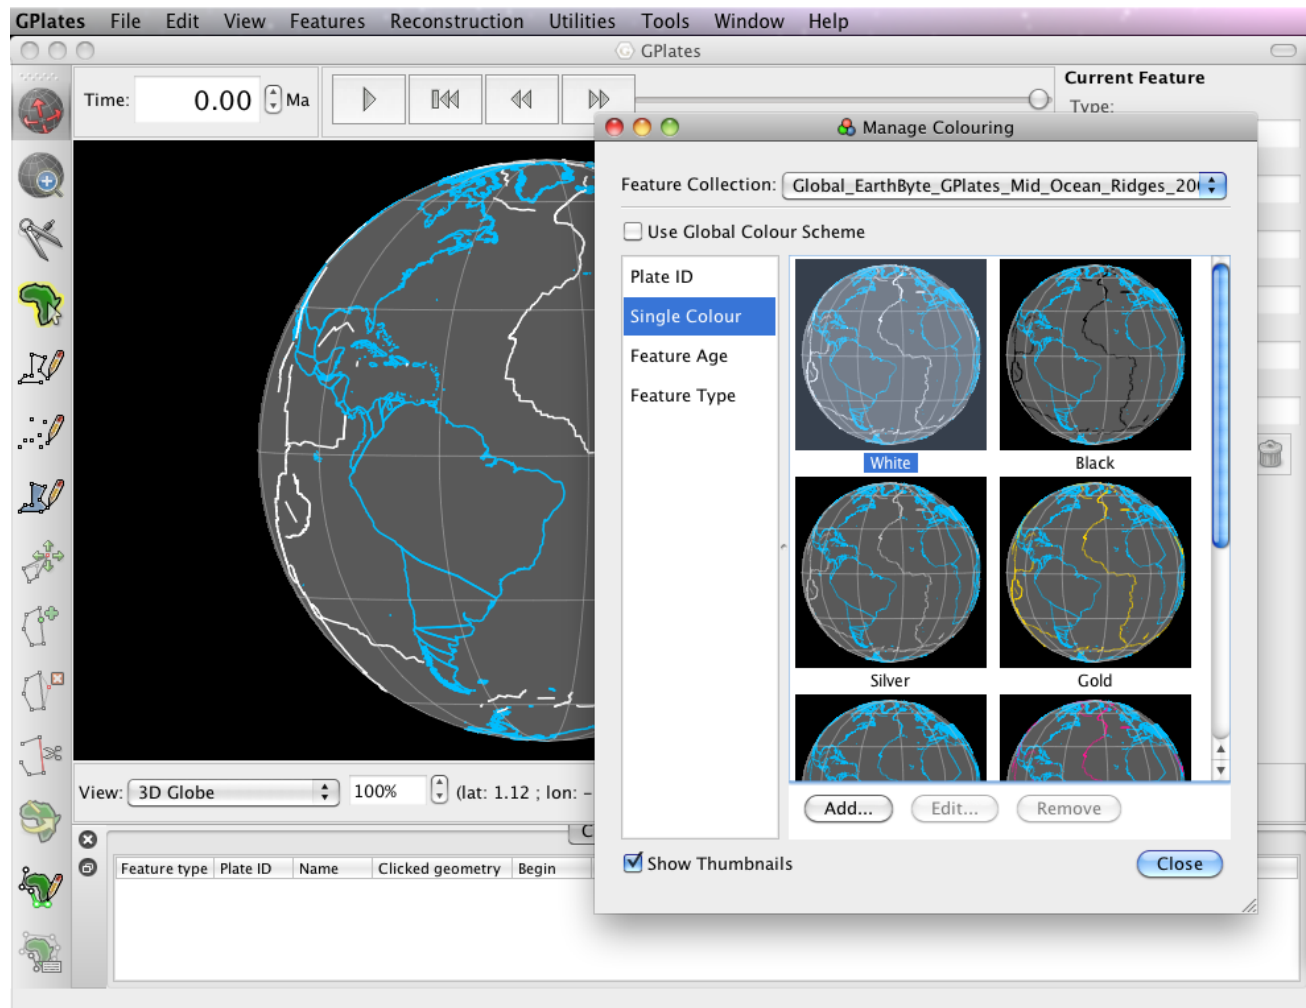 GPlates File Edit View Features Reconstruction Utilities Tools Window Help
GPlates
Time: 0.00 Ma
Current Feature
Type:
Manage Colouring
Feature Collection: Global_EarthByte_GPlates_Mid_Ocean_Ridges_20
Use Global Colour Scheme
Plate ID
Single Colour
Feature Age
Feature Type
White
Black
Silver
Gold
Add...
Edit...
Remove
Show Thumbnails
Close
View: 3D Globe 100% (lat: 1.12 ; lon: -
C
Feature type Plate ID Name Clicked geometry Begin